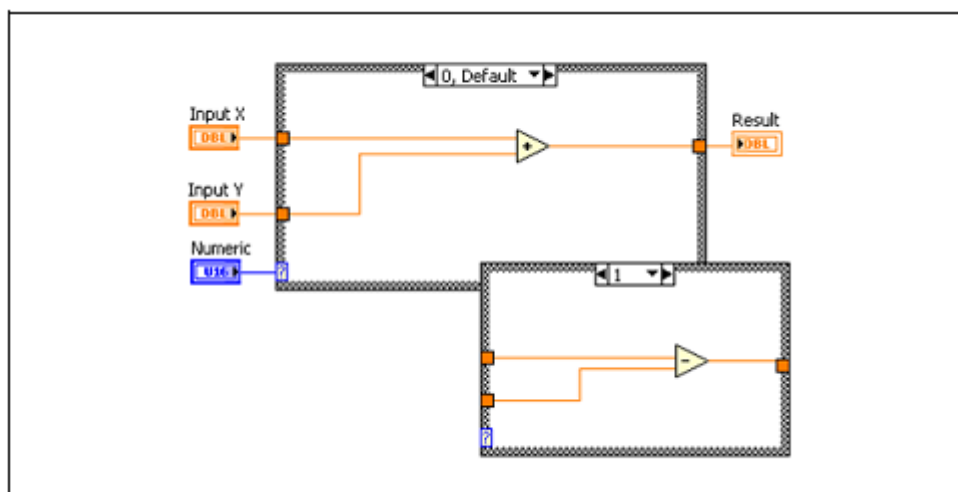 0, Default
Input X
DBL
+
Result
DBL
Input Y
DBL
Numeric
U16
?
1
-
?